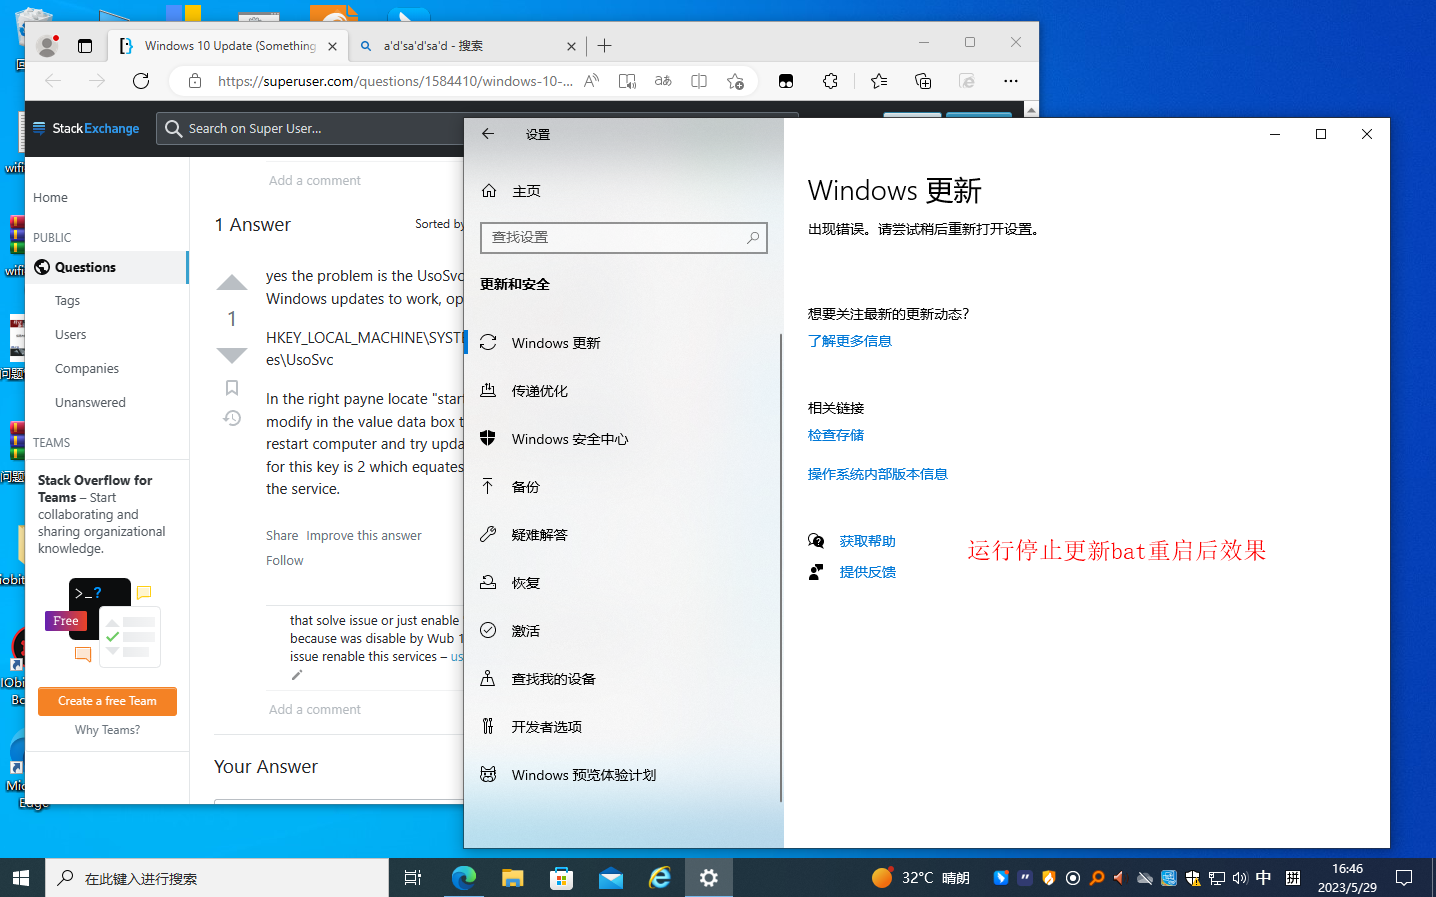 Windows 10 Update (Something
a'd'sa'd'sa'd - 搜索
https://superuser.com/questions/1584410/windows-10-...
StackExchange
Search on Super User...
Home
PUBLIC
Questions
Tags
Users
Companies
Unanswered
TEAMS
Stack Overflow for
Teams – Start
collaborating and
sharing organizational
knowledge.
>_?
Free
Create a free Team
Why Teams?
Add a comment
1 Answer
Sorted by
1
yes the problem is the UsoSvc
Windows updates to work, op
HKEY_LOCAL_MACHINE\SYSTE
es\UsoSvc
In the right payne locate "star
modify in the value data box t
restart computer and try upda
for this key is 2 which equates
the service.
Share Improve this answer
Follow
that solve issue or just enable
because was disable by Wub 1
issue renable this services – us
Add a comment
Your Answer
设置
主页
查找设置
更新和安全
Windows 更新
传递优化
Windows 安全中心
备份
疑难解答
恢复
激活
查找我的设备
开发者选项
Windows 预览体验计划
Windows 更新
出现错误。请尝试稍后重新打开设置。
想要关注最新的更新动态?
了解更多信息
相关链接
检查存储
操作系统内部版本信息
获取帮助
提供反馈
运行停止更新bat重启后效果
wifi
wifi
问题
问题
iobit
IObi
Bc
Mic
Edge
在此键入进行搜索
32°C 晴朗
中
拼
16:46
2023/5/29